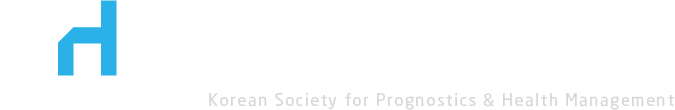 Korean Society for Prognostics & Health Management